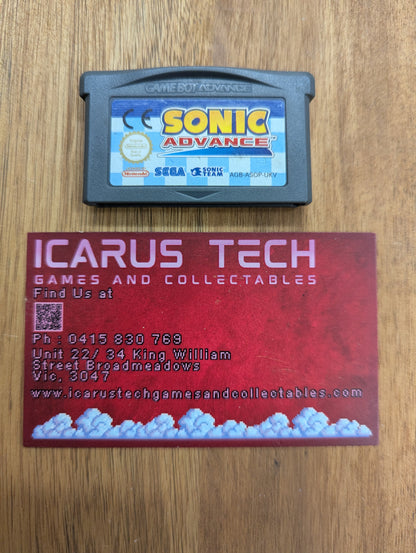 GAME BOY ADVANCE
CE
SONIC
ADVANCE™
Nintendo
SEGA
SONIC TEAM
AGB-ASOP-UKV
ICARUS TECH
GAMES AND COLLECTABLES
Find Us at
Ph : 0415 830 769
Unit 22/ 34 King William
Street Broadmeadows
Vic, 3047
www.icarustechgamesandcollectables.com